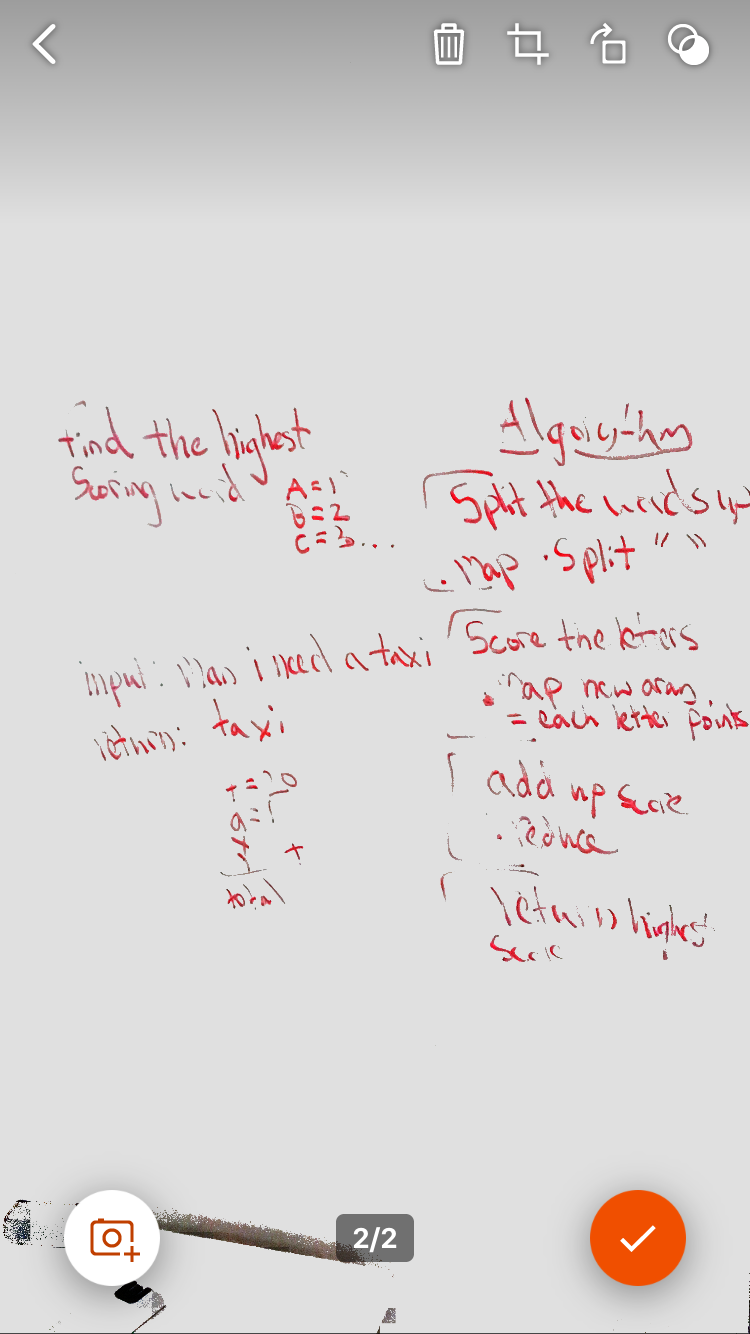 find the highest
Scoring word
A = 1
B = 2
C = 3...
input: Man i need a taxi
return: taxi
a = 1
x
+
total
Algorithm
Split the words up
. Map . Split " "
Score the letters
. Map new array
= each letter points
add up score
. reduce
return highest
score
2/2